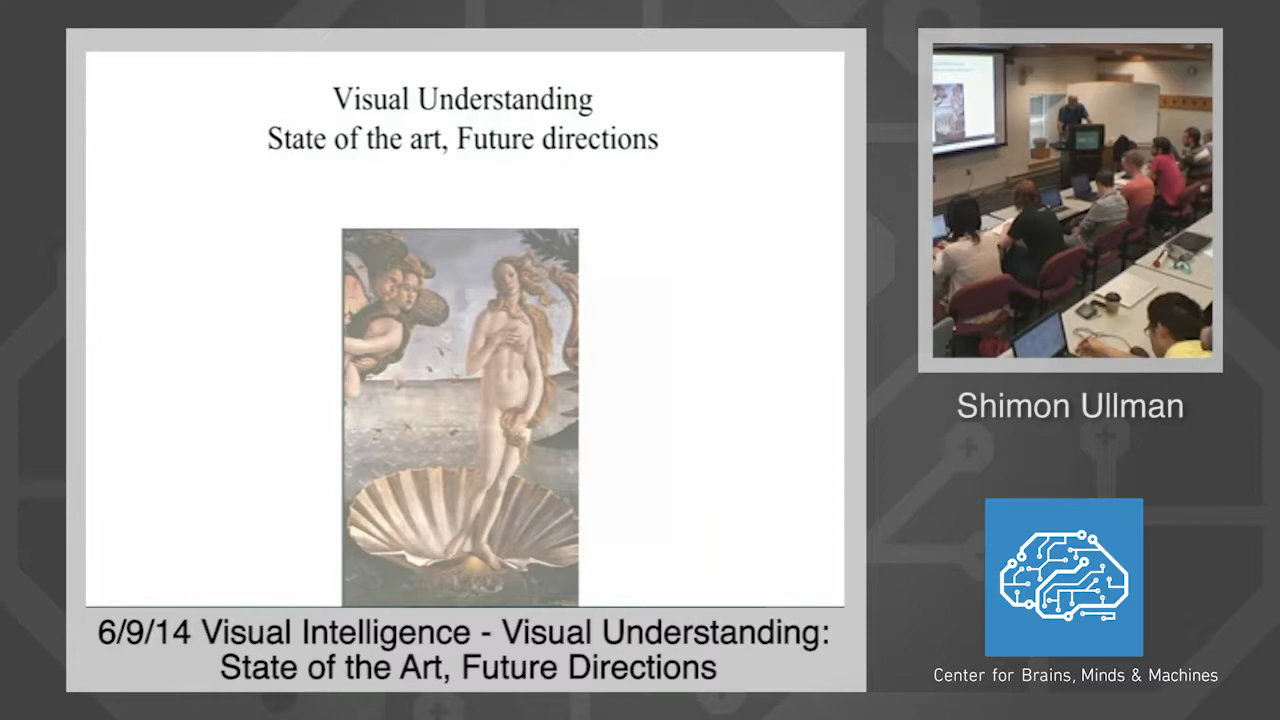 Visual Understanding
State of the art, Future directions
6/9/14 Visual Intelligence - Visual Understanding:
State of the Art, Future Directions
Shimon Ullman
Center for Brains, Minds & Machines